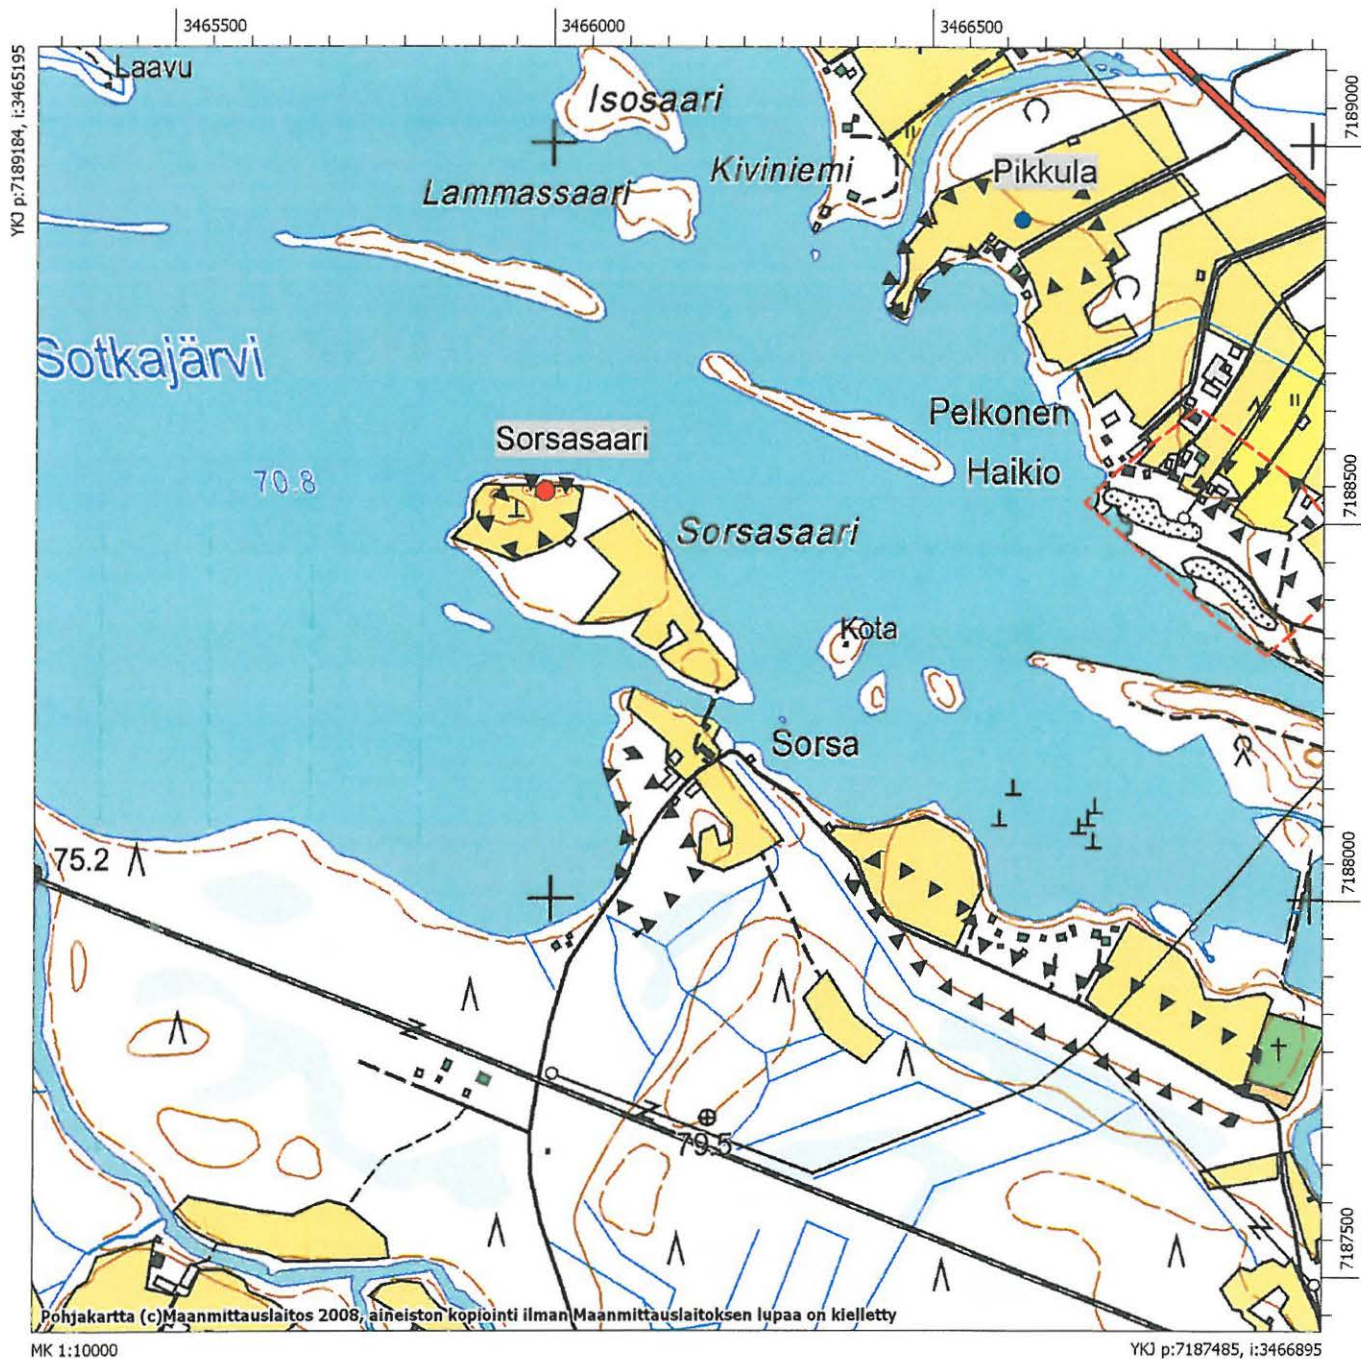 3465500
3466000
3466500
YKJ p:7189184, i:3465195
Laavu
Isosaari
7189000
Kiviniemi
Pikkula
Lammassaari
Sotkajärvi
Pelkonen
Sorsasaari
Haikio
70.8
7188500
Sorsasaari
Kota
Sorsa
75.2
7188000
79.5
7187500
Pohjakartta (c)Maanmittauslaitos 2008, aineiston kopiointi ilman Maanmittauslaitoksen lupaa on kielletty
MK 1:10000
YKJ p:7187485, i:3466895